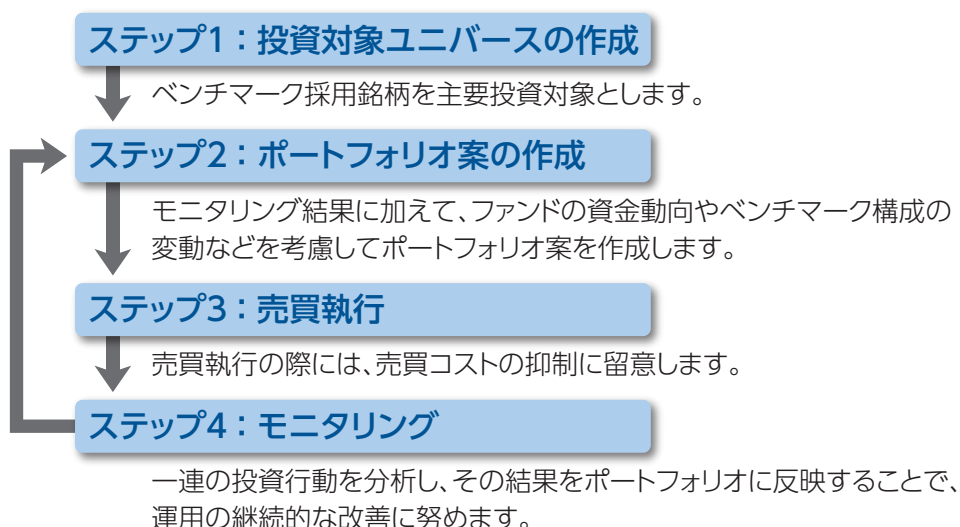 ステップ1：投資対象ユニバースの作成
ベンチマーク採用銘柄を主要投資対象とします。
ステップ2：ポートフォリオ案の作成
モニタリング結果に加えて、ファンドの資金動向やベンチマーク構成の
変動などを考慮してポートフォリオ案を作成します。
ステップ3：売買執行
売買執行の際には、売買コストの抑制に留意します。
ステップ4：モニタリング
一連の投資行動を分析し、その結果をポートフォリオに反映することで、
運用の継続的な改善に努めます。